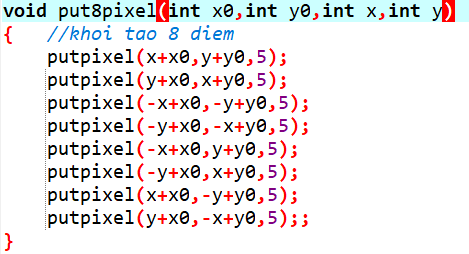 void put8pixel(int x0,int y0,int x,int y)
{ //khoi tao 8 diem
putpixel(x+x0,y+y0,5);
putpixel(y+x0,x+y0,5);
putpixel(-x+x0,-y+y0,5);
putpixel(-y+x0,-x+y0,5);
putpixel(-x+x0,y+y0,5);
putpixel(-y+x0,x+y0,5);
putpixel(x+x0,-y+y0,5);
putpixel(y+x0,-x+y0,5);;
}